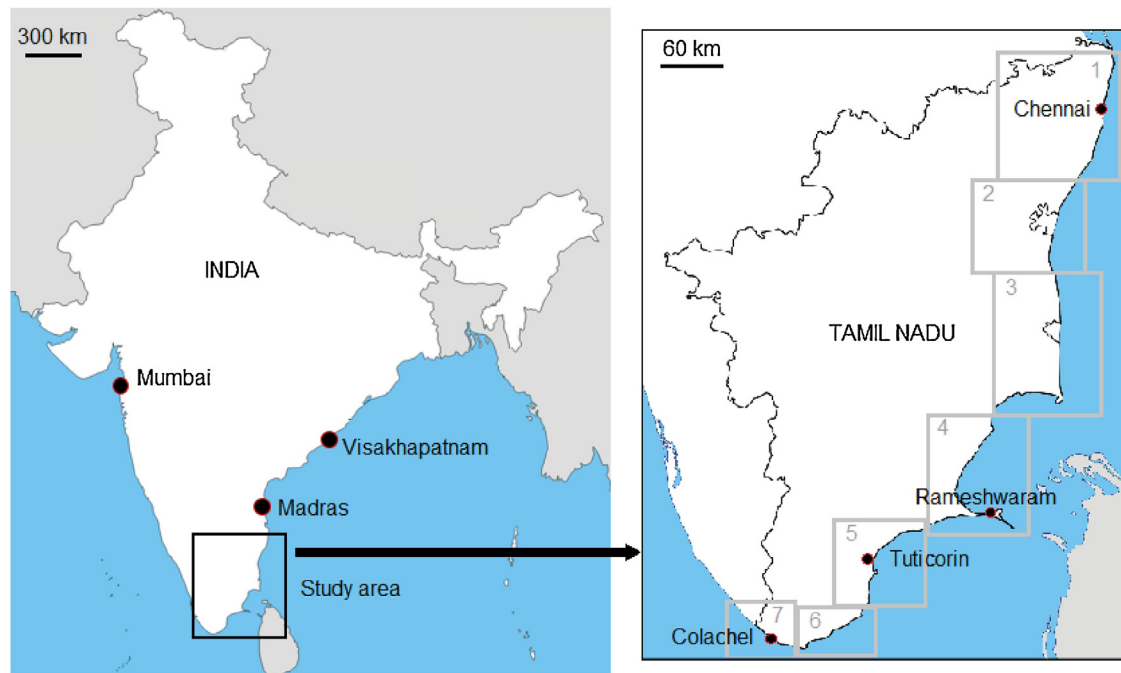 300 km
INDIA
Mumbai
Visakhapatnam
Madras
Study area
60 km
1
Chennai
2
3
TAMIL NADU
4
Rameshwaram
5
Tuticorin
7
6
Colachel